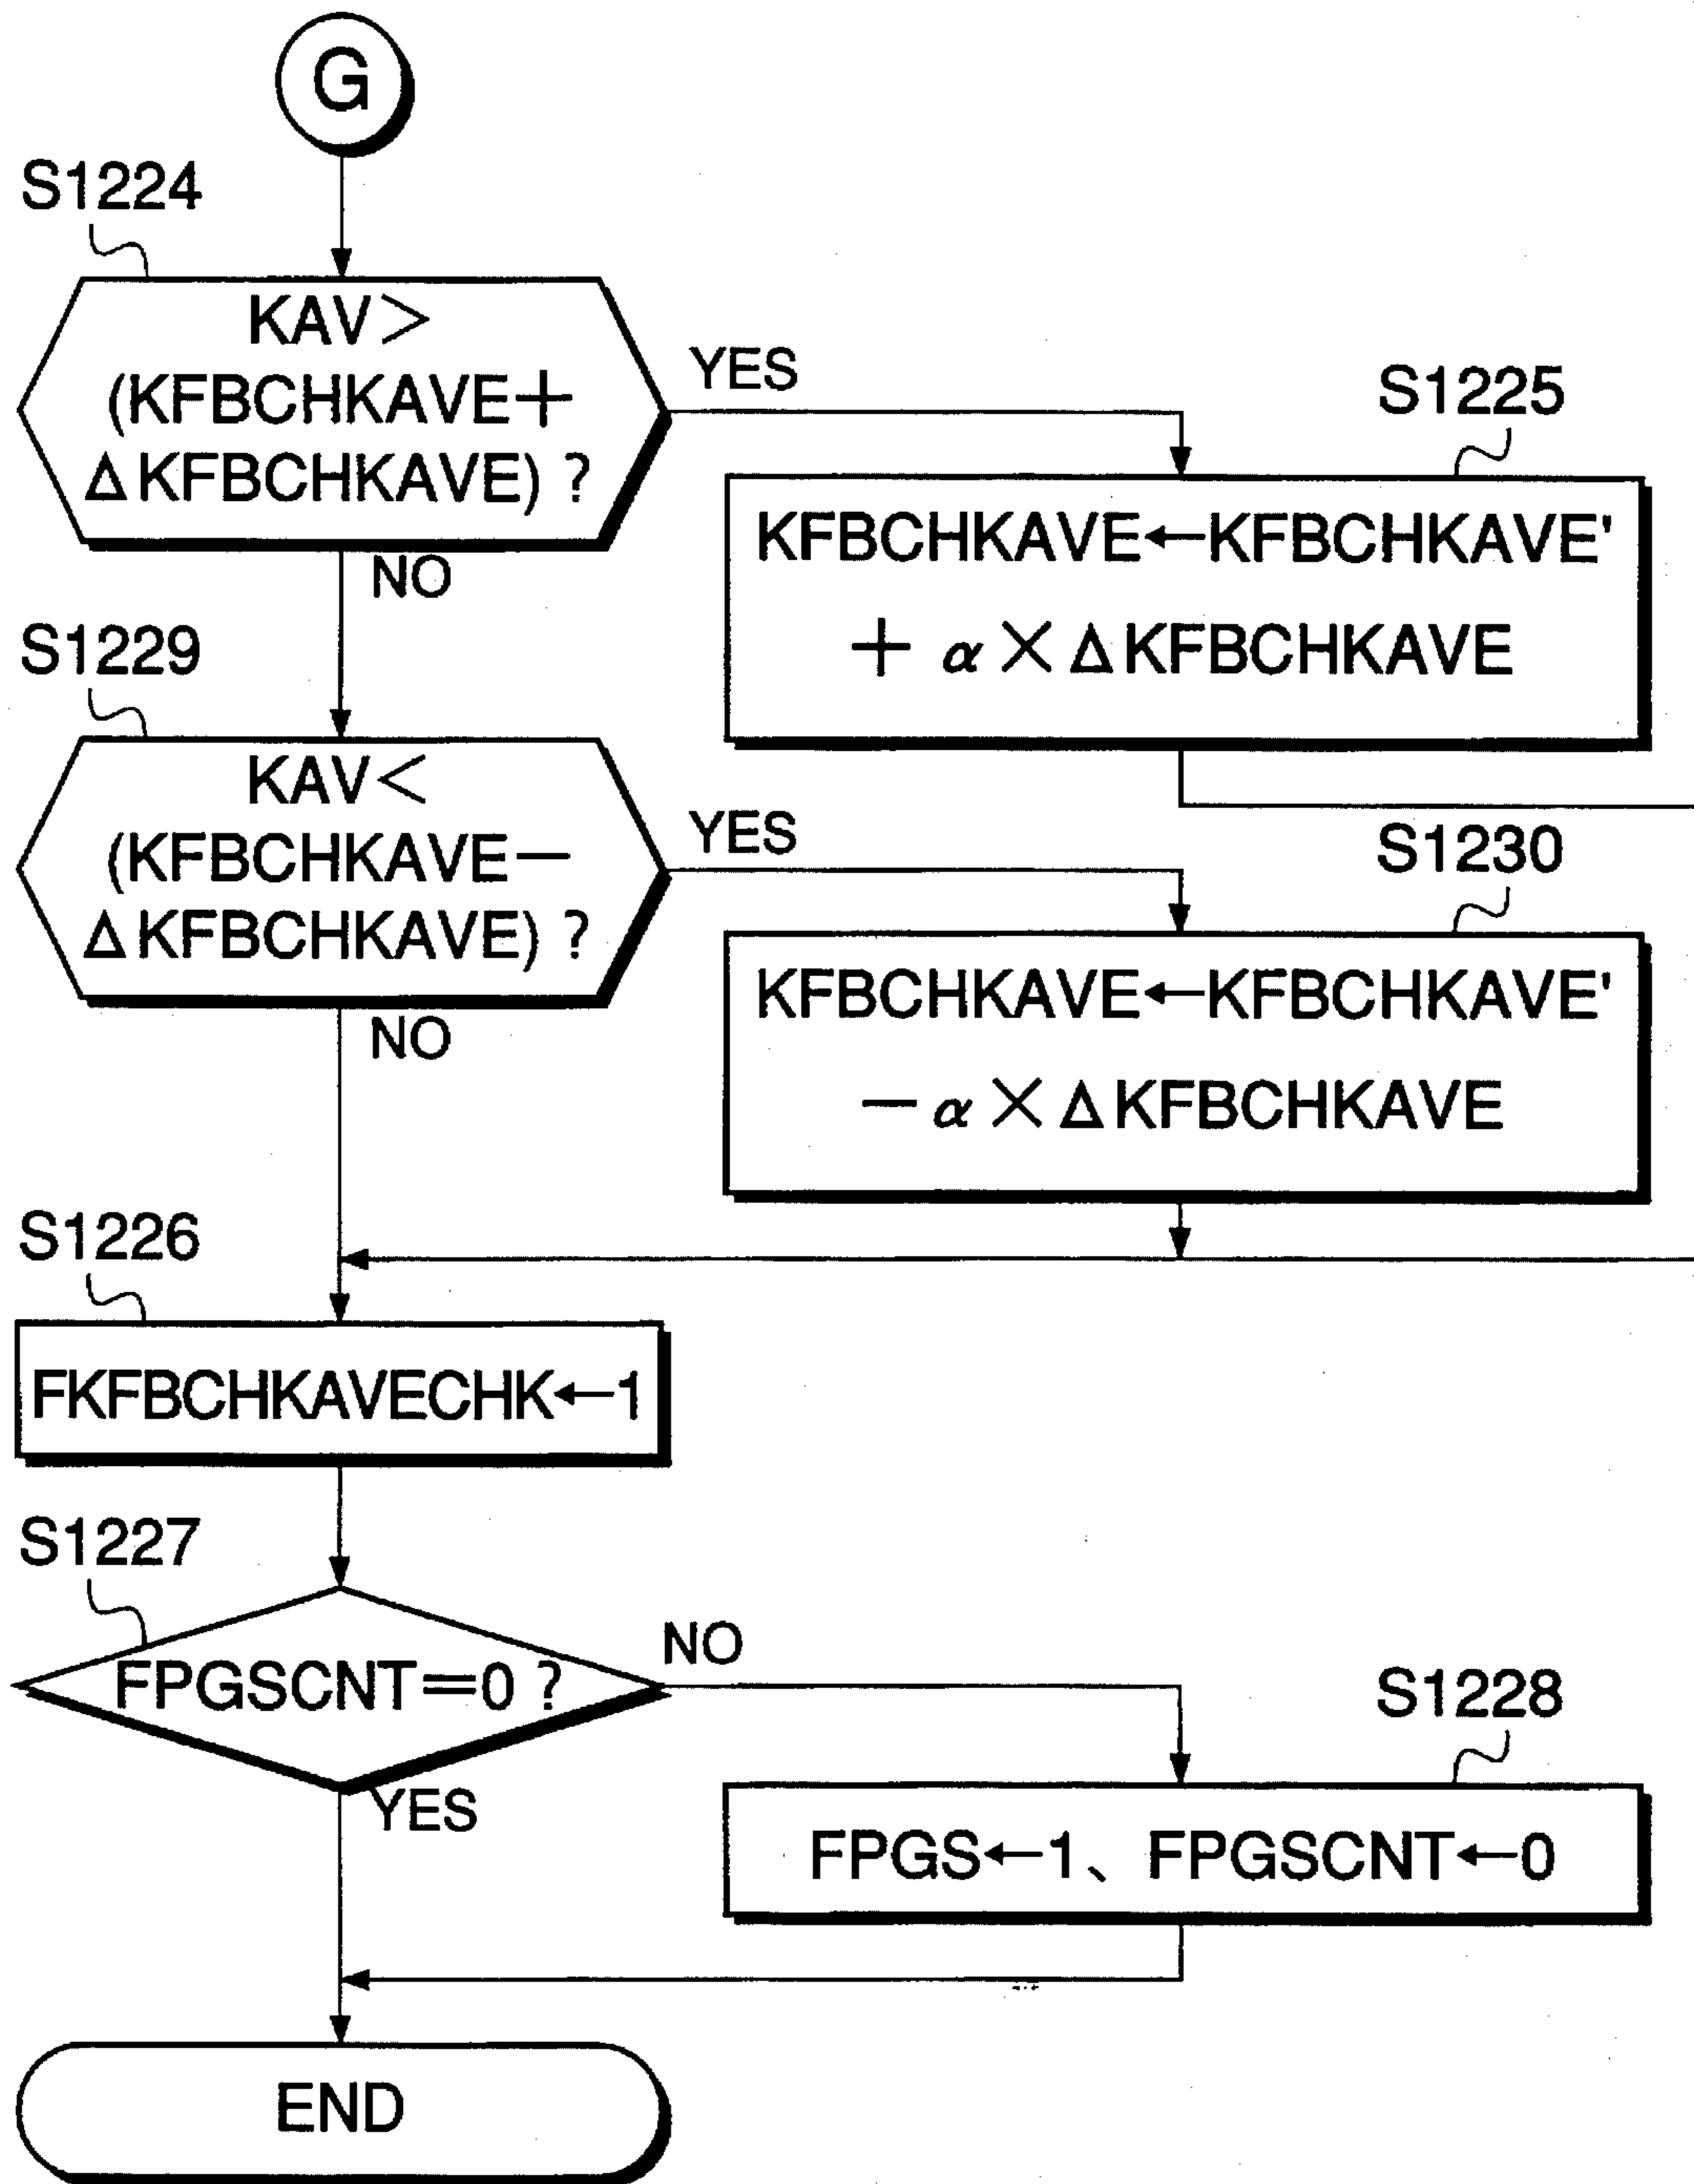 G
S1224
KAV>
(KFBCHKAVE+
ΔKFBCHKAVE) ?
YES
NO
S1225
KFBCHKAVE←KFBCHKAVE'
+ α × ΔKFBCHKAVE
S1229
KAV<
(KFBCHKAVE−
ΔKFBCHKAVE) ?
YES
NO
S1230
KFBCHKAVE←KFBCHKAVE'
− α × ΔKFBCHKAVE
S1226
FKFBCHKAVECHK←1
S1227
FPGSCNT=0 ?
NO
YES
S1228
FPGS←1、FPGSCNT←0
END